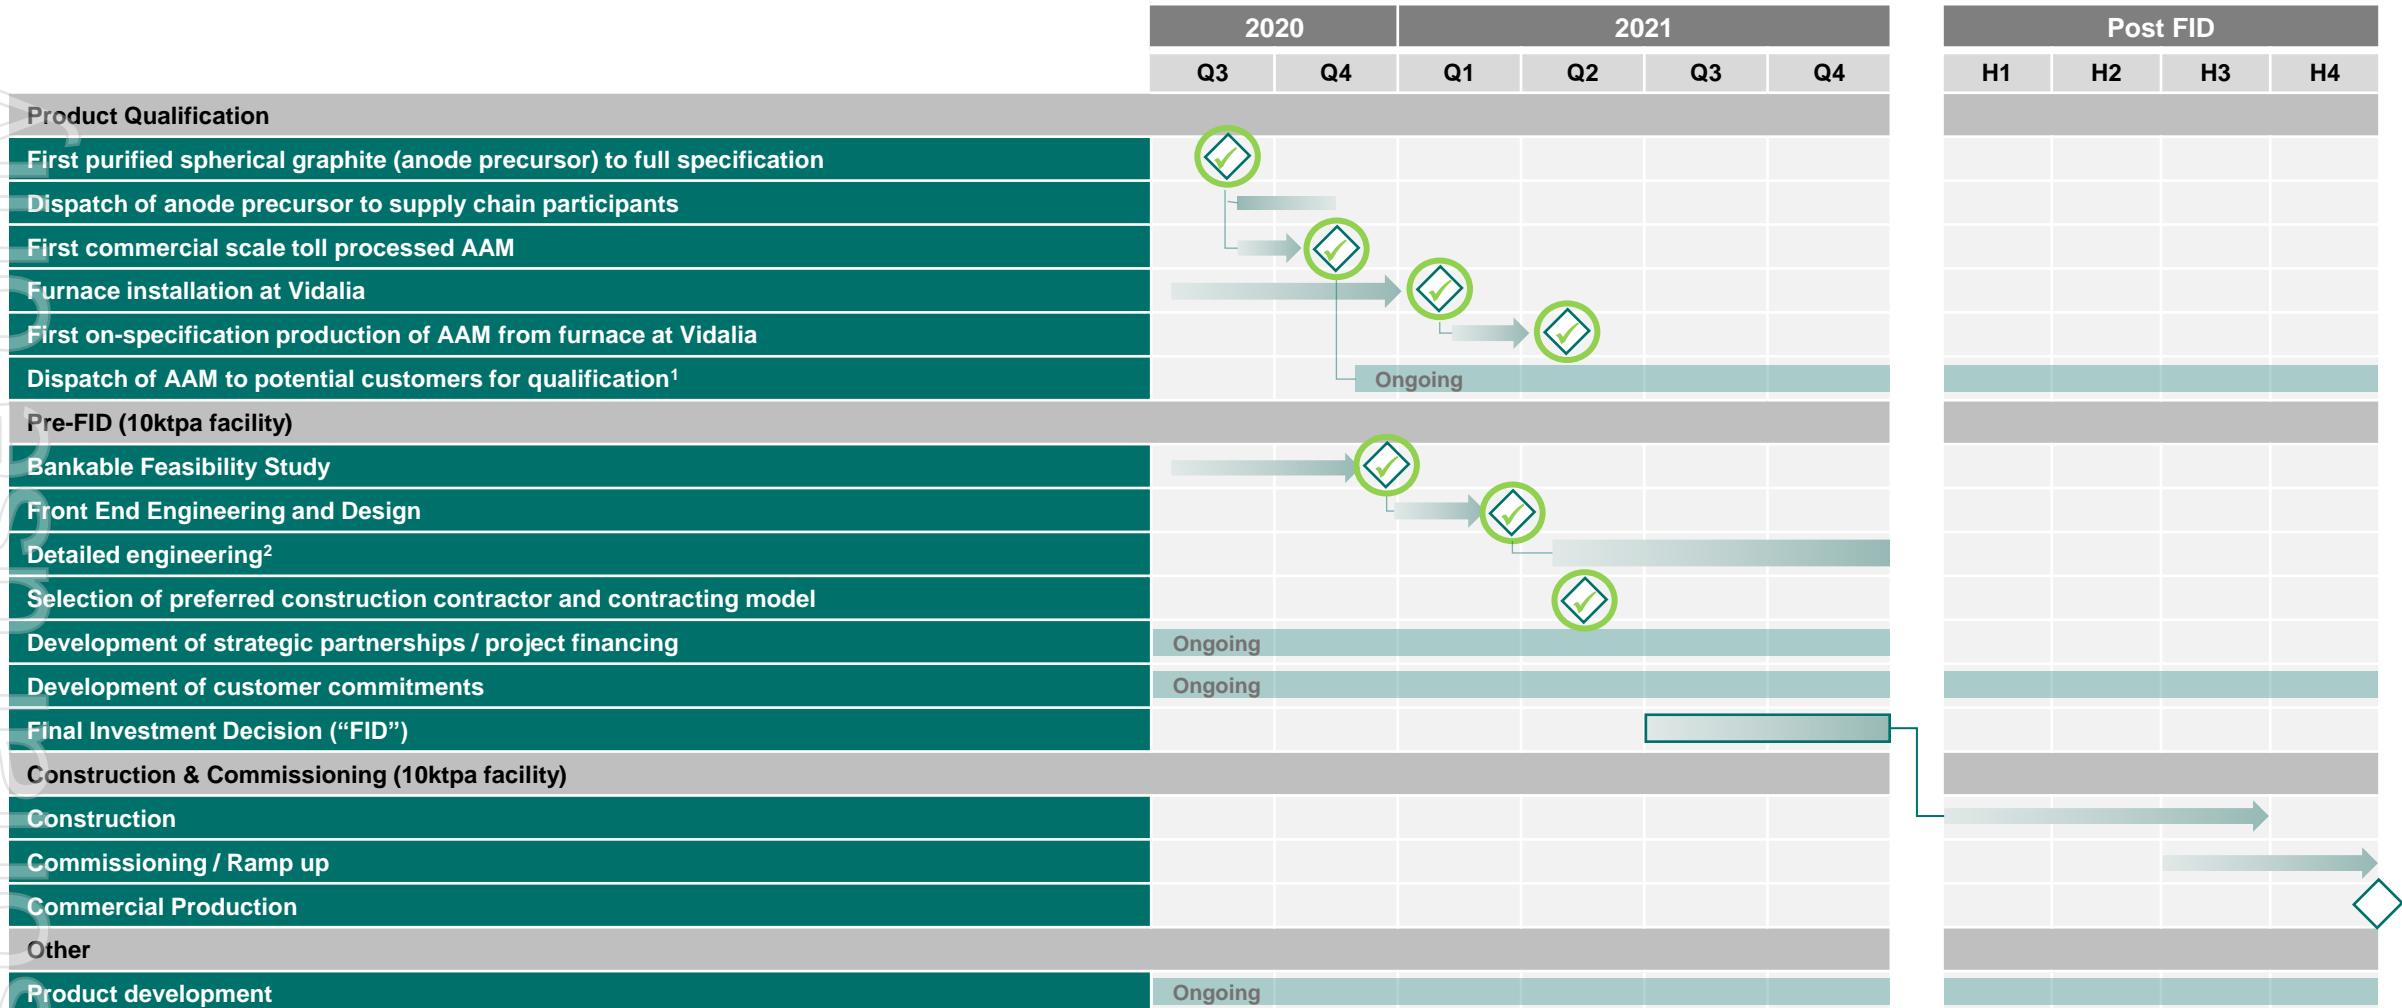 2020 2021 Post FID
Q3 Q4 Q1 Q2 Q3 Q4 H1 H2 H3 H4
Product Qualification
First purified spherical graphite (anode precursor) to full specification
Dispatch of anode precursor to supply chain participants
First commercial scale toll processed AAM
Furnace installation at Vidalia
First on-specification production of AAM from furnace at Vidalia
Dispatch of AAM to potential customers for qualification¹ Ongoing
Pre-FID (10ktpa facility)
Bankable Feasibility Study
Front End Engineering and Design
Detailed engineering²
Selection of preferred construction contractor and contracting model
Development of strategic partnerships / project financing Ongoing
Development of customer commitments Ongoing
Final Investment Decision (“FID”)
Construction & Commissioning (10ktpa facility)
Construction
Commissioning / Ramp up
Commercial Production
Other
Product development Ongoing